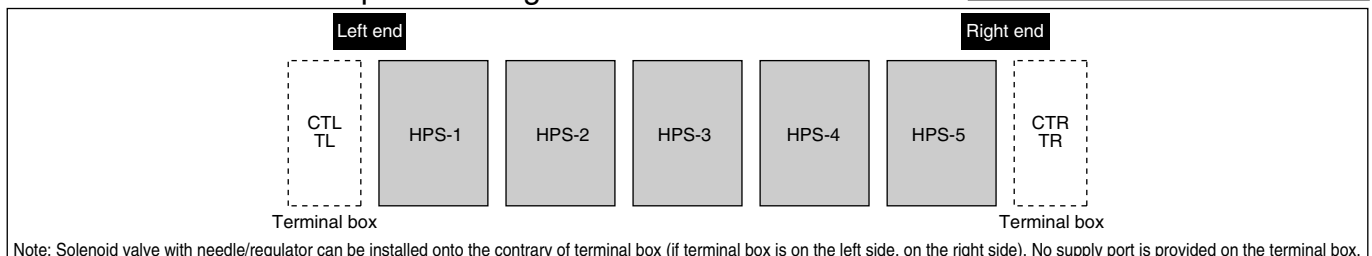 Left end
Right end
CTL
TL
HPS-1
HPS-2
HPS-3
HPS-4
HPS-5
CTR
TR
Terminal box
Terminal box
Note: Solenoid valve with needle/regulator can be installed onto the contrary of terminal box (if terminal box is on the left side, on the right side). No supply port is provided on the terminal box.